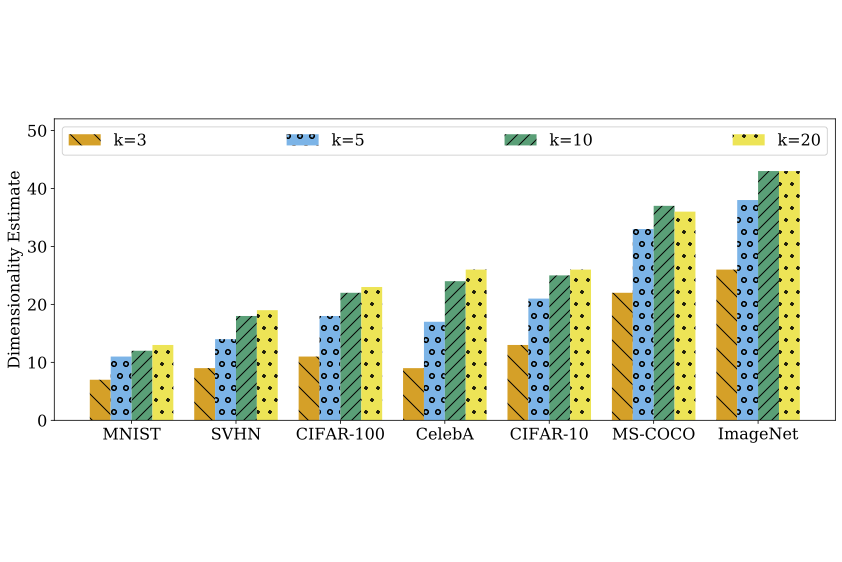 k=3 k=5 k=10 k=20
Dimensionality Estimate
50
40
30
20
10
0
MNIST SVHN CIFAR-100 CelebA CIFAR-10 MS-COCO ImageNet